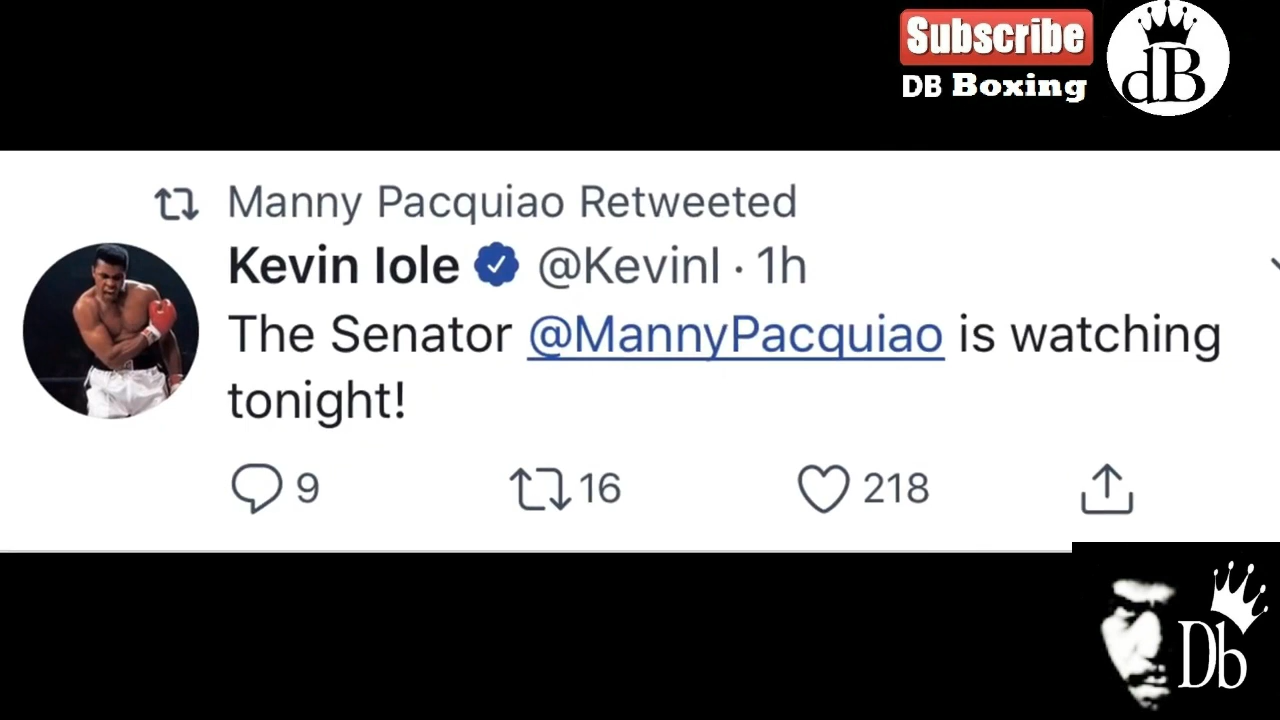 Subscribe
DB Boxing
dB
Manny Pacquiao Retweeted
Kevin Iole @KevinI · 1h
The Senator @MannyPacquiao is watching
tonight!
9 16 218
Db